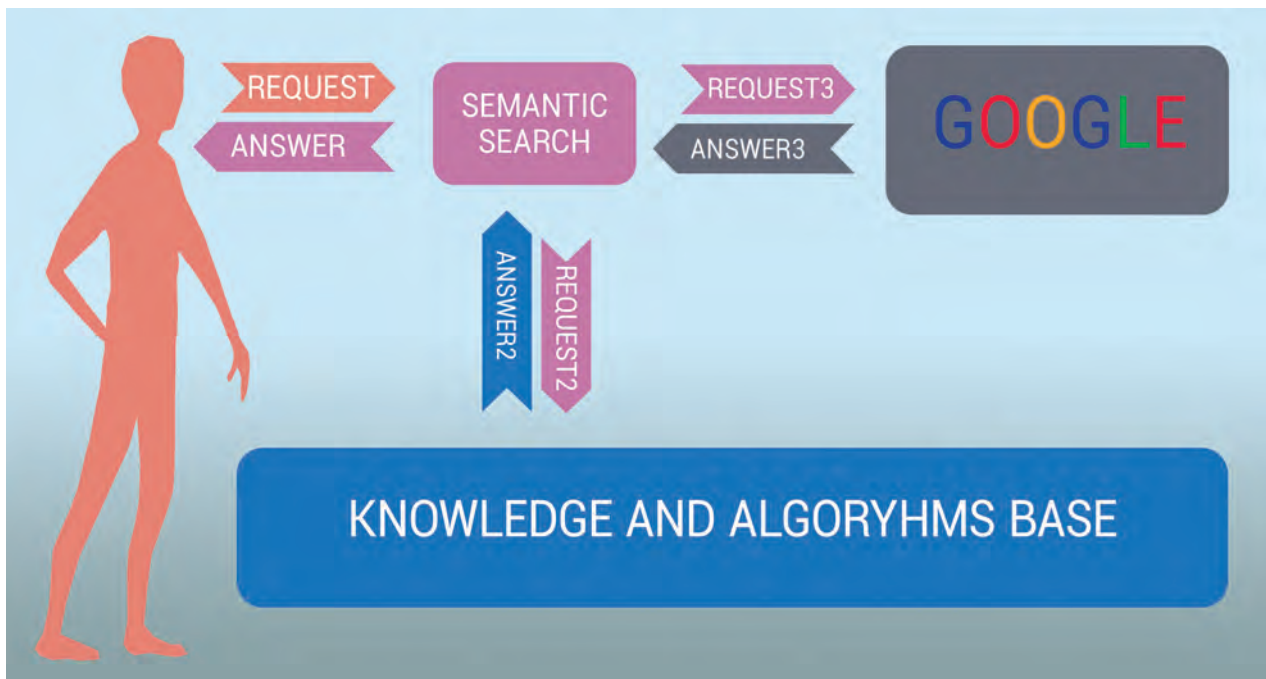 REQUEST
ANSWER
SEMANTIC
SEARCH
REQUEST3
ANSWER3
GOOGLE
ANSWER2
REQUEST2
KNOWLEDGE AND ALGORYHMS BASE